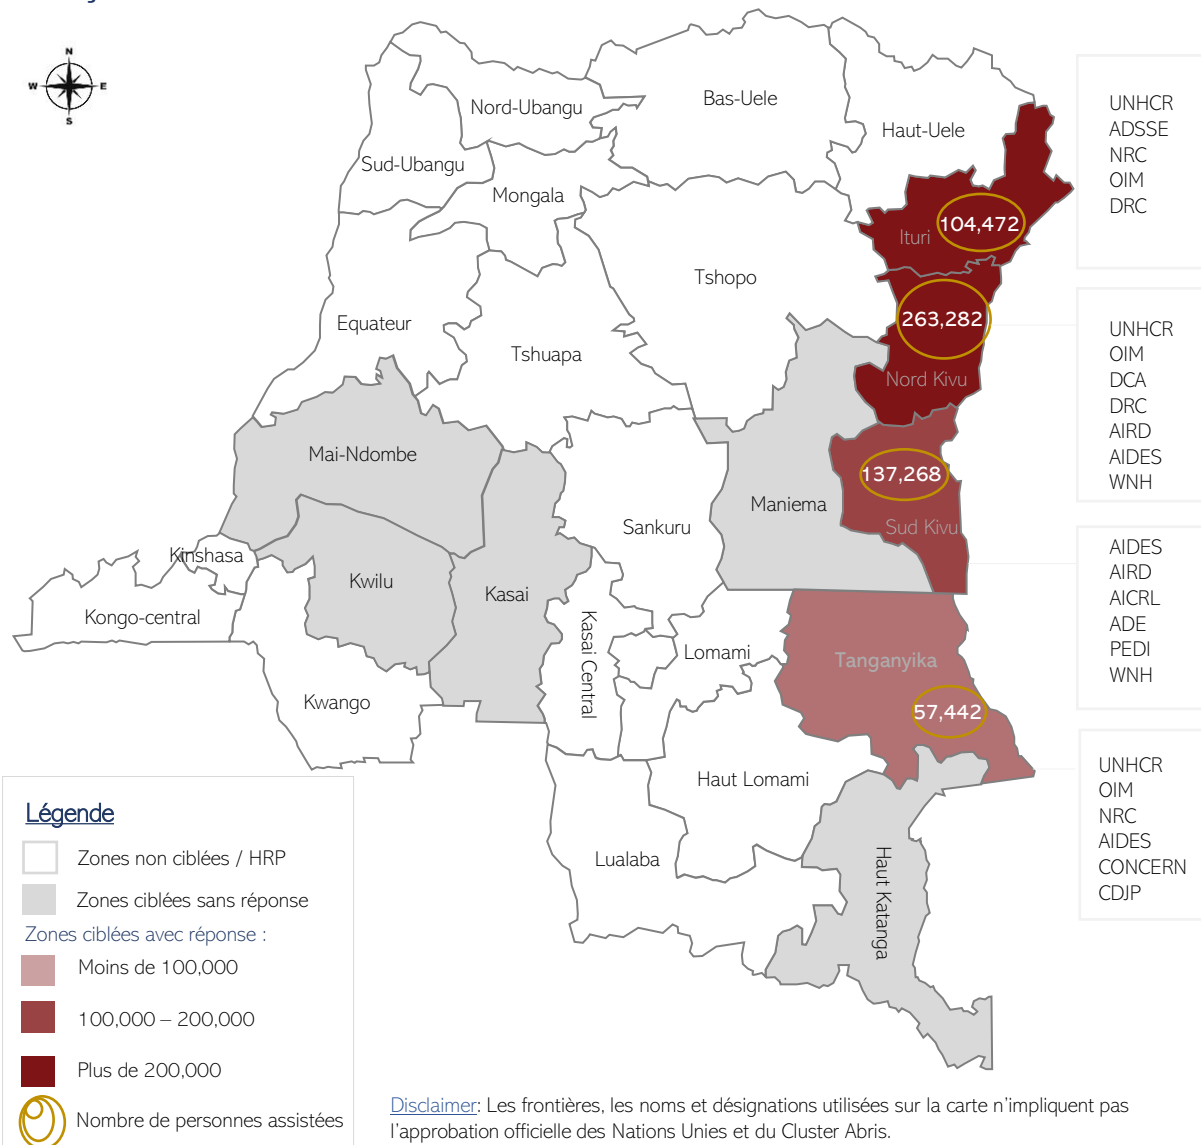 N
W E
S
Nord-Ubangu
Bas-Uele
Haut-Uele
Sud-Ubangu
Mongala
Ituri
104,472
Tshopo
263,282
Equateur
Tshuapa
Nord Kivu
Mai-Ndombe
137,268
Maniema
Sankuru
Sud Kivu
Kinshasa
Kwilu
Kasai
Kongo-central
Kasai Central
Lomami
Tanganyika
Kwango
57,442
Haut Lomami
Lualaba
Haut Katanga
UNHCR
ADSSE
NRC
OIM
DRC
UNHCR
OIM
DCA
DRC
AIRD
AIDES
WNH
AIDES
AIRD
AICRL
ADE
PEDI
WNH
UNHCR
OIM
NRC
AIDES
CONCERN
CDJP
Légende
Zones non ciblées / HRP
Zones ciblées sans réponse
Zones ciblées avec réponse :
Moins de 100,000
100,000 – 200,000
Plus de 200,000
Nombre de personnes assistées
Disclaimer: Les frontières, les noms et désignations utilisées sur la carte n'impliquent pas
l'approbation officielle des Nations Unies et du Cluster Abris.